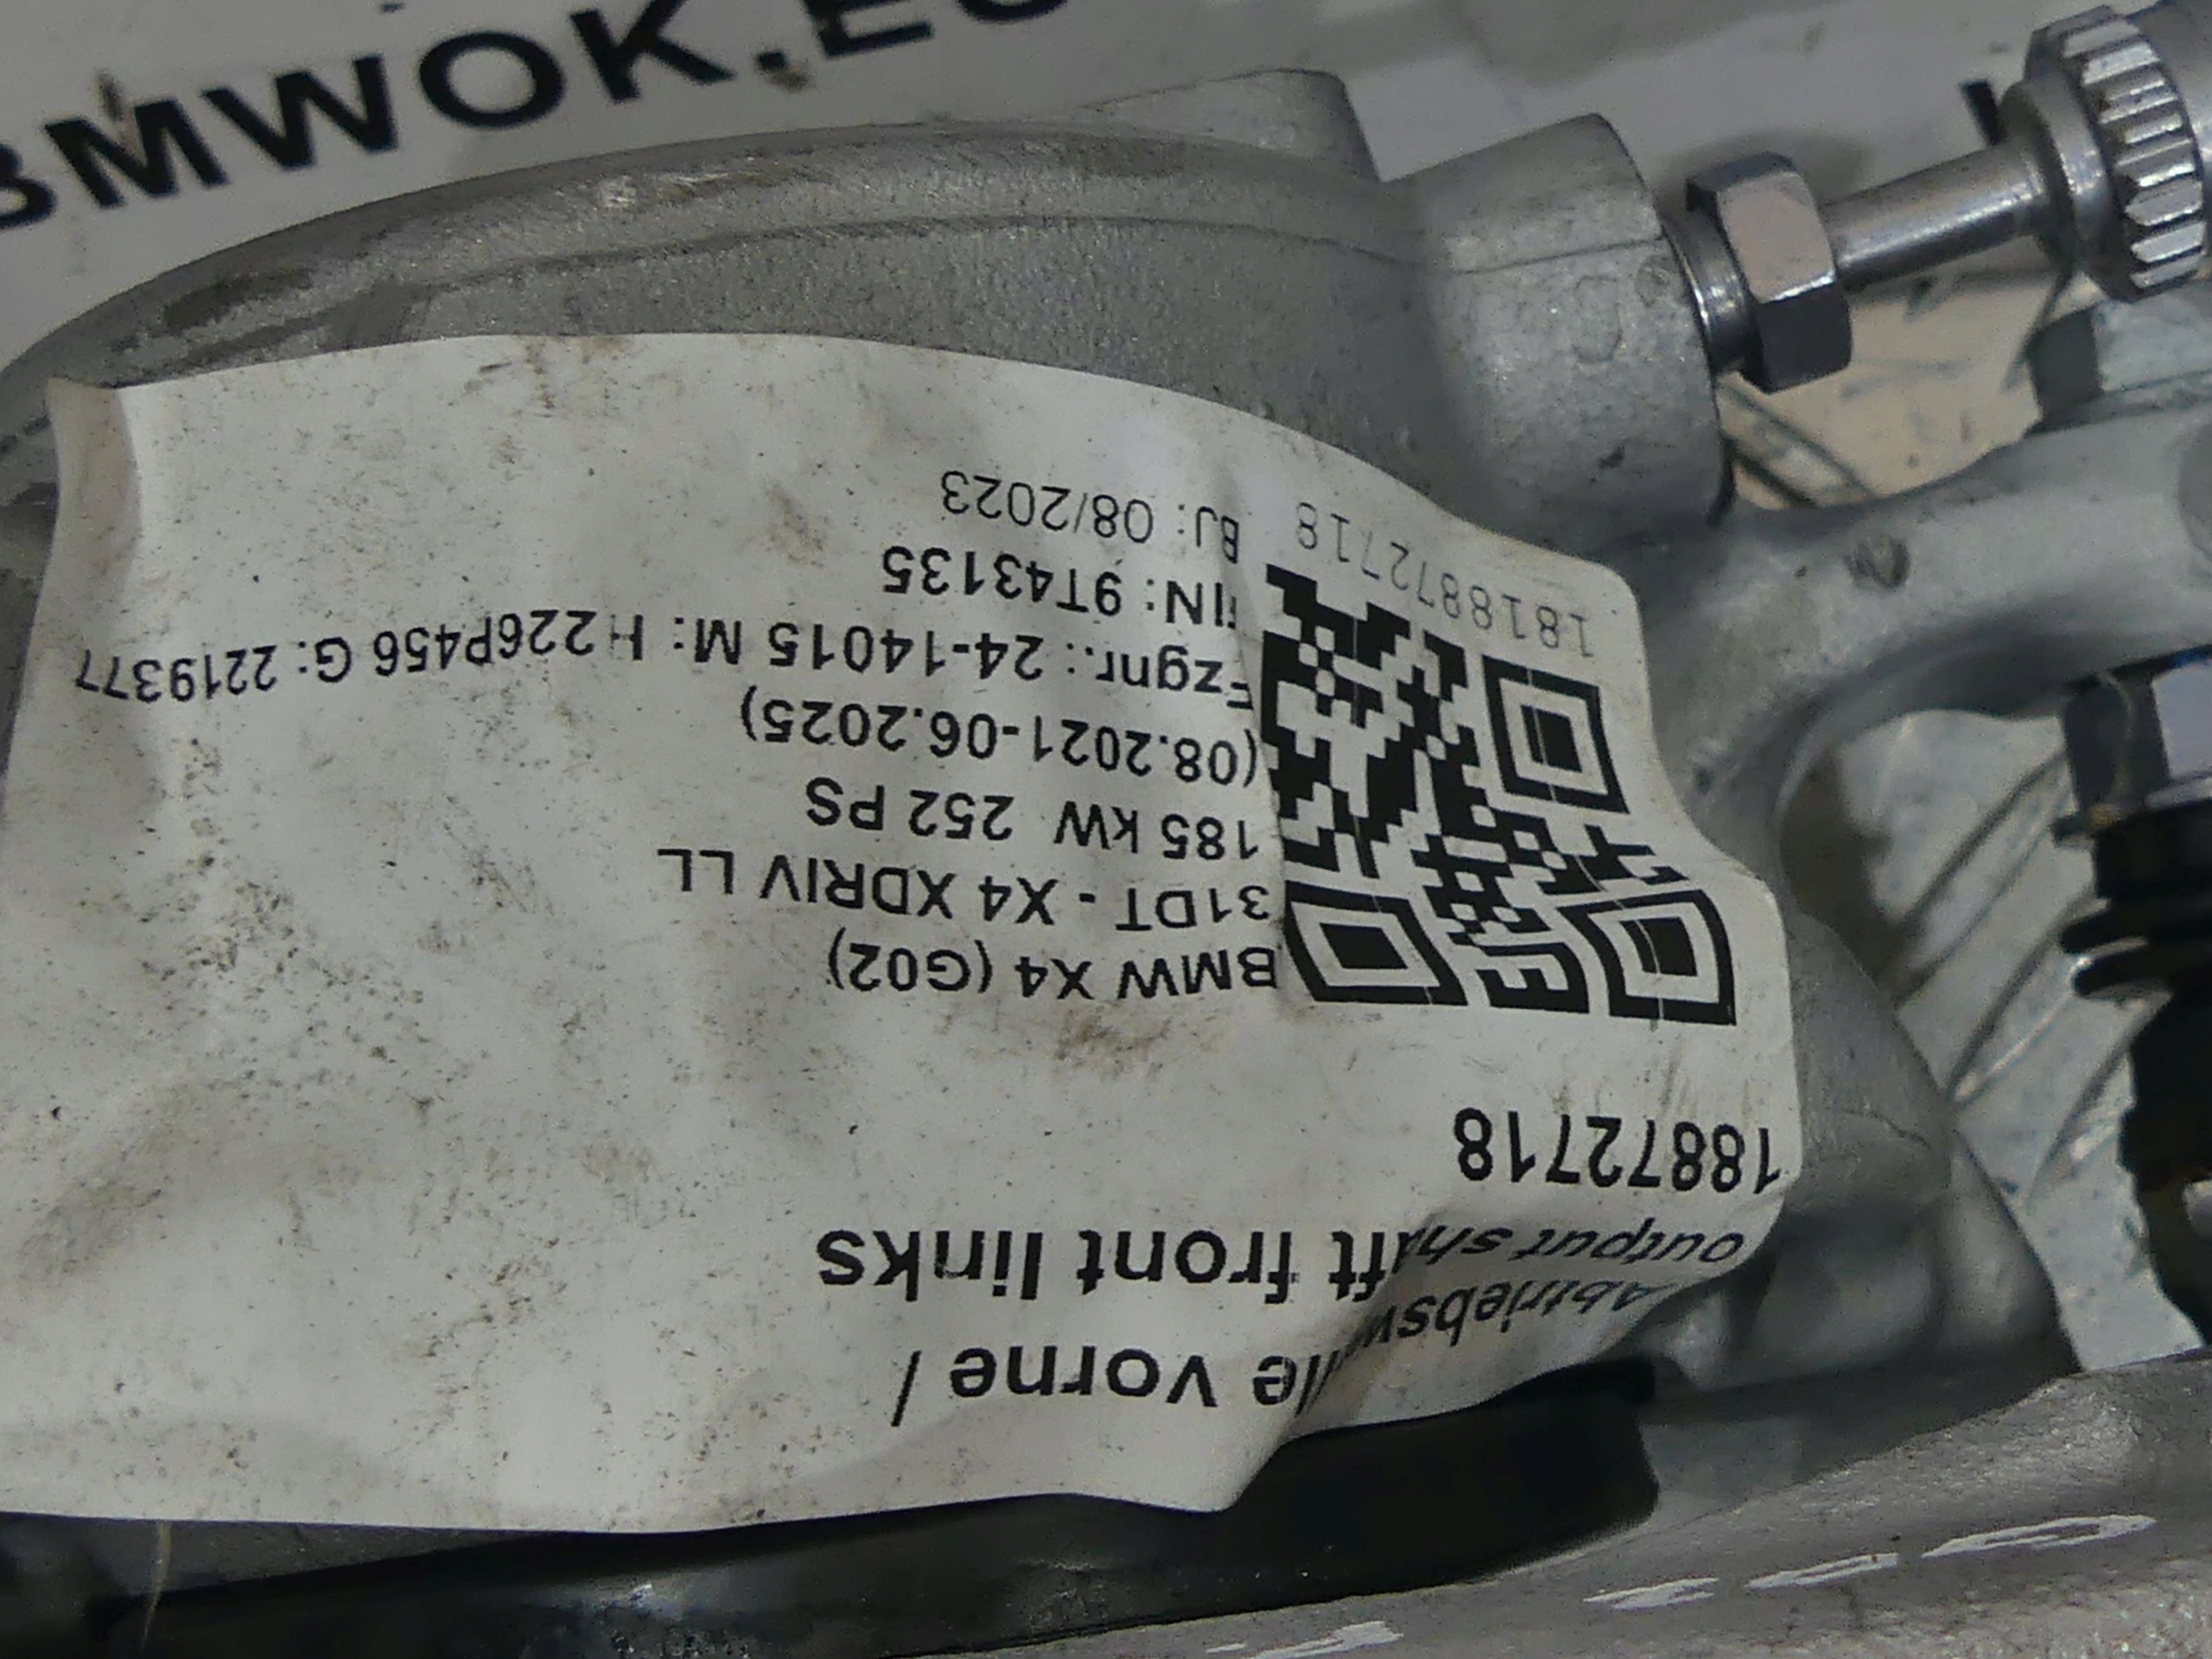 BMWOK.EU
Abtriebswelle vorne /
output shaft front links
18872718
BMW X4 (G02)
31DT - X4 XDRIV LL
185 kW 252 PS
(08.2021-06.2025)
Fzgnr.: 24-14015 M: H226P456 G: 2219377
FIN: 9T43135
BJ: 08/2023
1818872718